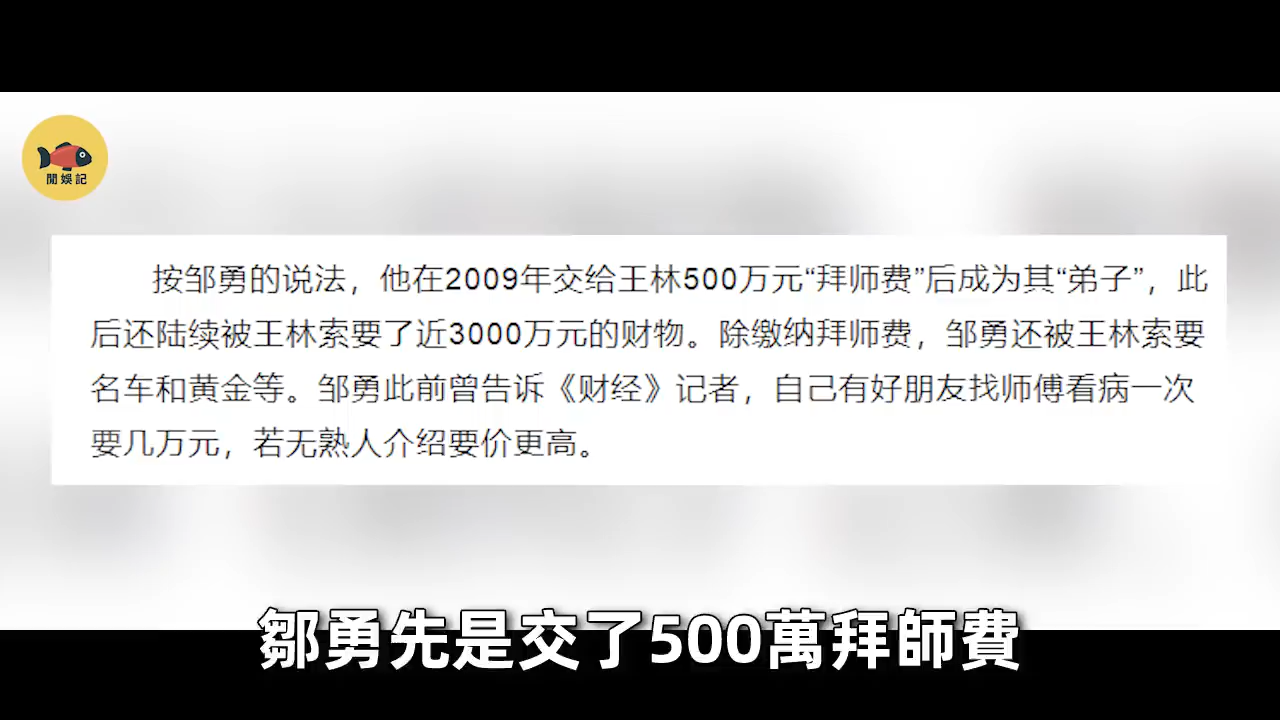 閒娛記
按邹勇的说法，他在2009年交给王林500万元“拜师费”后成为其“弟子”，此
后还陆续被王林索要了近3000万元的财物。除缴纳拜师费，邹勇还被王林索要
名车和黄金等。邹勇此前曾告诉《财经》记者，自己有好朋友找师傅看病一次
要几万元，若无熟人介绍要价更高。
鄒勇先是交了500萬拜師費